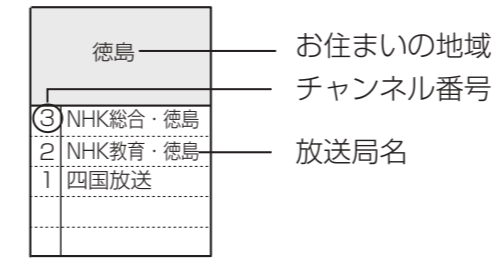 徳島
お住まいの地域
チャンネル番号
3 NHK総合・徳島
2 NHK教育・徳島
放送局名
1 四国放送